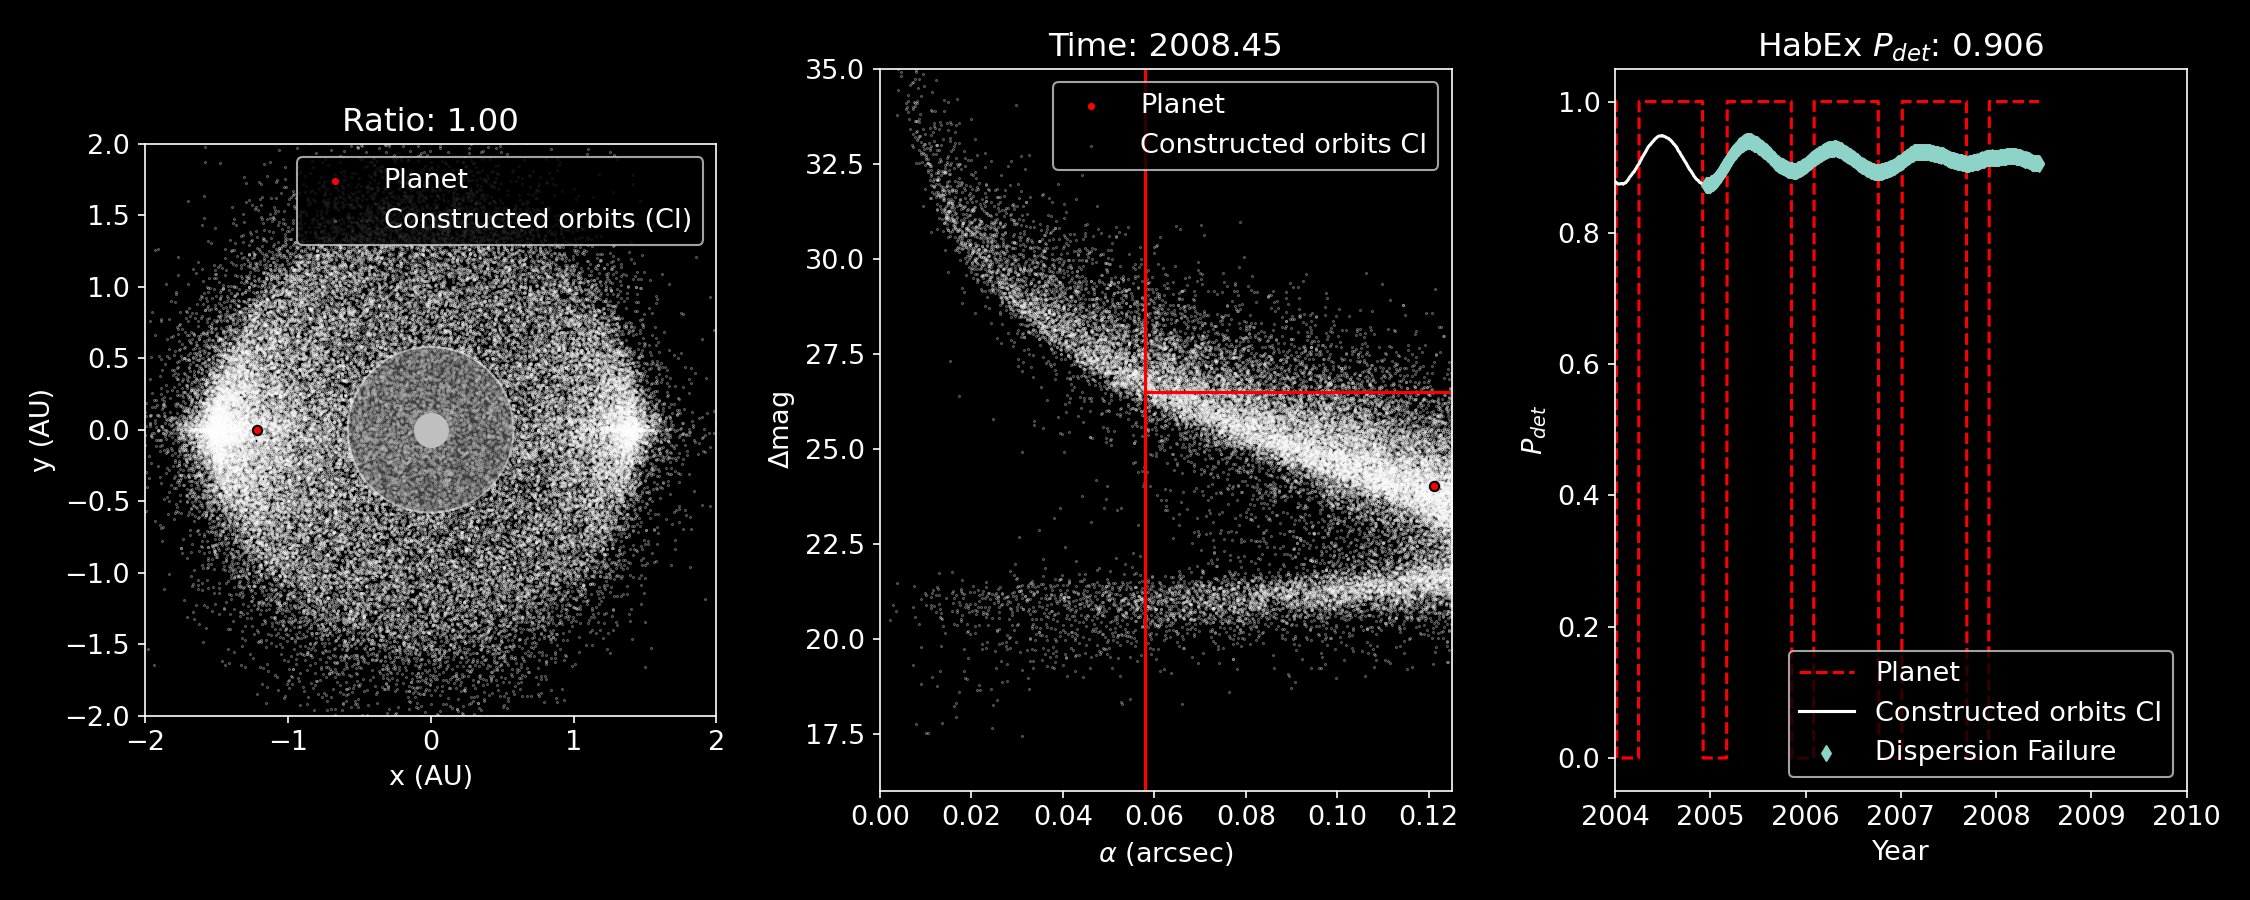 Ratio: 1.00
2.0
1.5
1.0
0.5
0.0
−0.5
−1.0
−1.5
−2.0
−2
−1
0
1
2
x (AU)
y (AU)
Planet
Constructed orbits (CI)
Time: 2008.45
35.0
32.5
30.0
27.5
25.0
22.5
20.0
17.5
0.00
0.02
0.04
0.06
0.08
0.10
0.12
α (arcsec)
Δmag
Planet
Constructed orbits CI
HabEx P_det: 0.906
1.0
0.8
0.6
0.4
0.2
0.0
2004
2005
2006
2007
2008
2009
2010
Year
P_det
Planet
Constructed orbits CI
Dispersion Failure